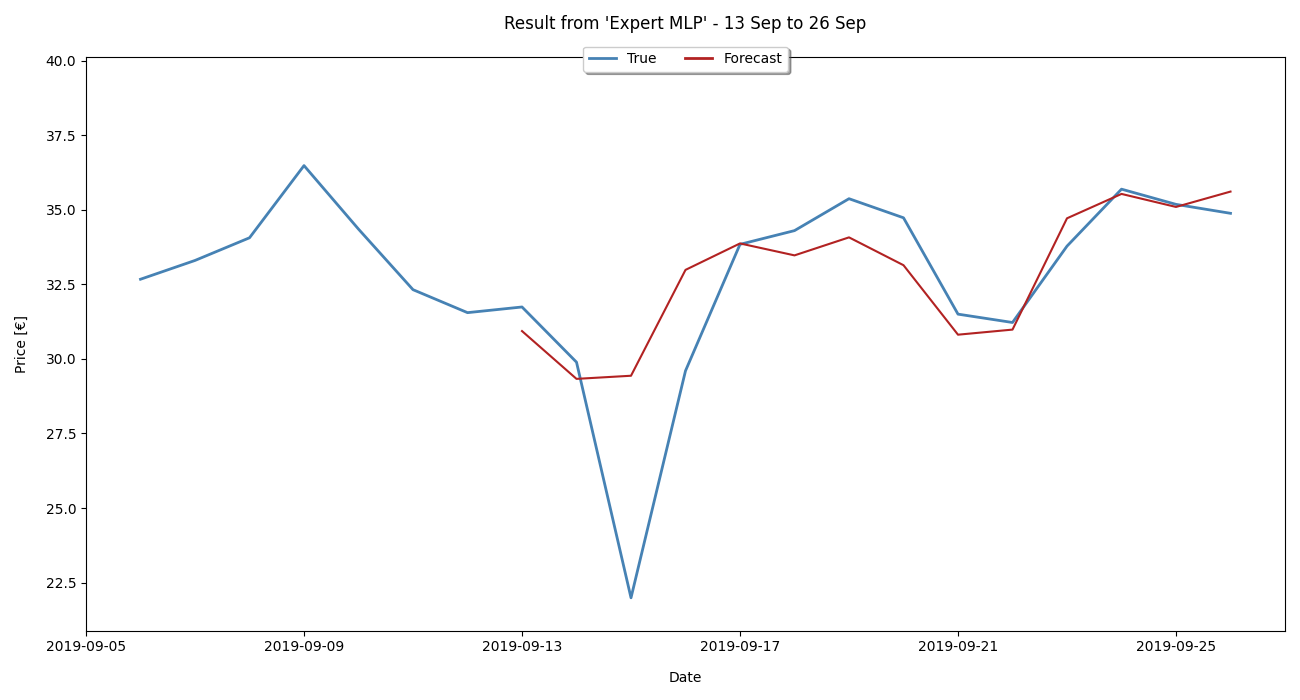 Result from 'Expert MLP' - 13 Sep to 26 Sep
True Forecast
40.0
37.5
35.0
32.5
30.0
27.5
25.0
22.5
Price [€]
2019-09-05 2019-09-09 2019-09-13 2019-09-17 2019-09-21 2019-09-25
Date